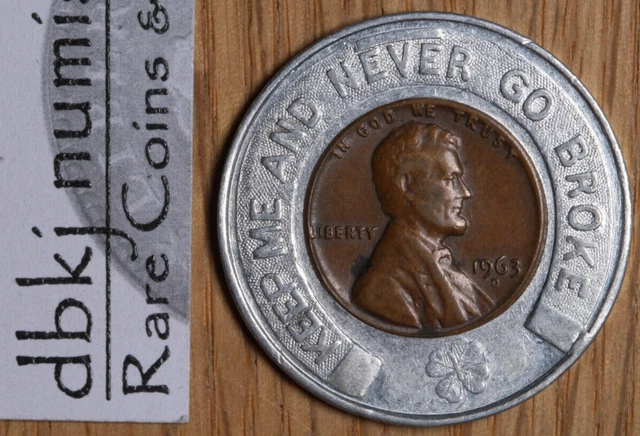 dbkj numi
Rare Coins &
KEEP ME AND NEVER GO BROKE
IN GOD WE TRUST
LIBERTY
1963
D